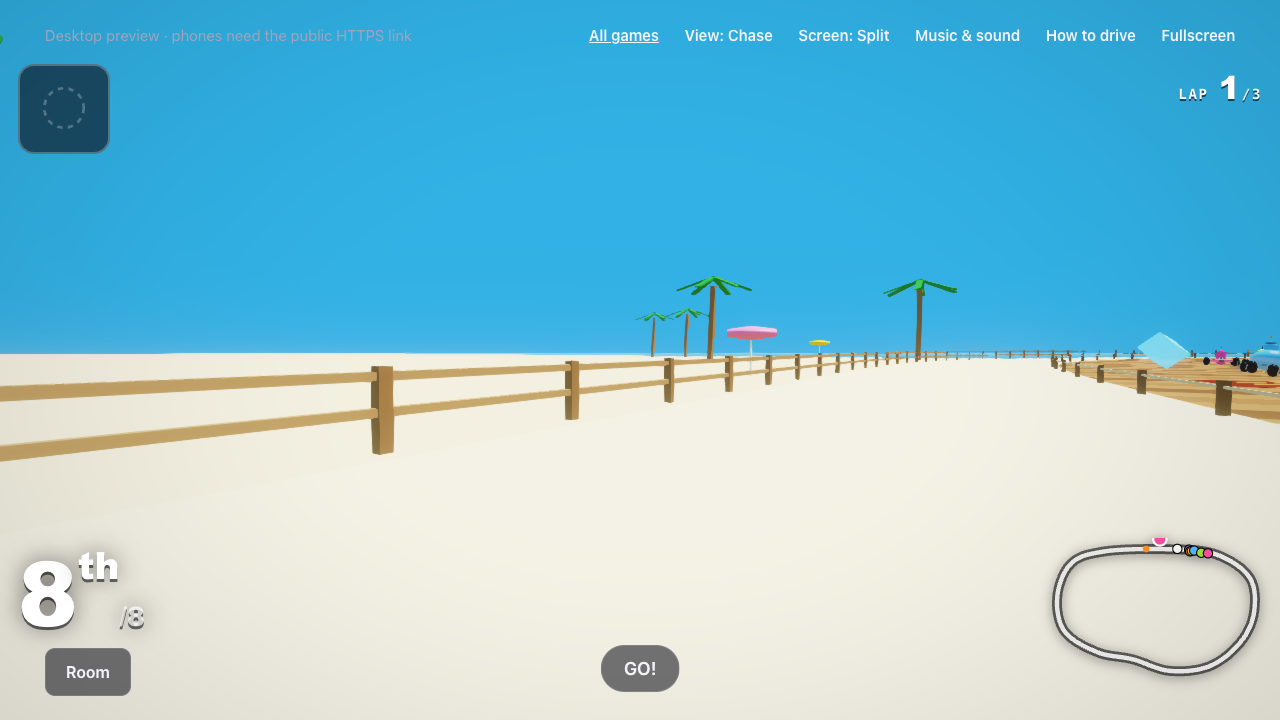 Desktop preview · phones need the public HTTPS link
All games View: Chase Screen: Split Music & sound How to drive Fullscreen
LAP 1/3
8th/8
Room
GO!